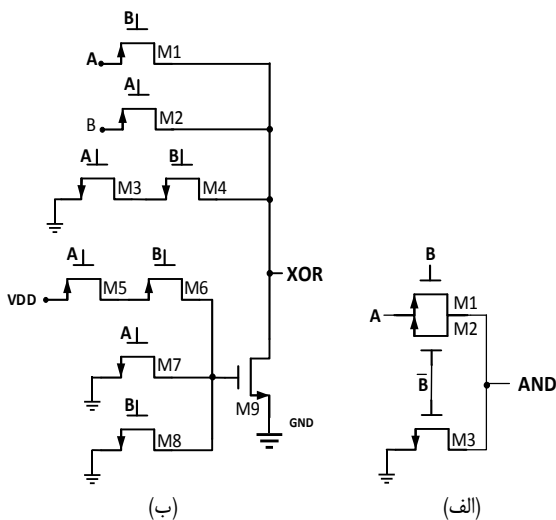 B
A
M1
A
B
M2
A
B
M3
M4
XOR
A
B
VDD
M5
M6
A
M7
B
M8
M9
GND
(ب)
B
A
M1
M2
B̅
AND
M3
(الف)